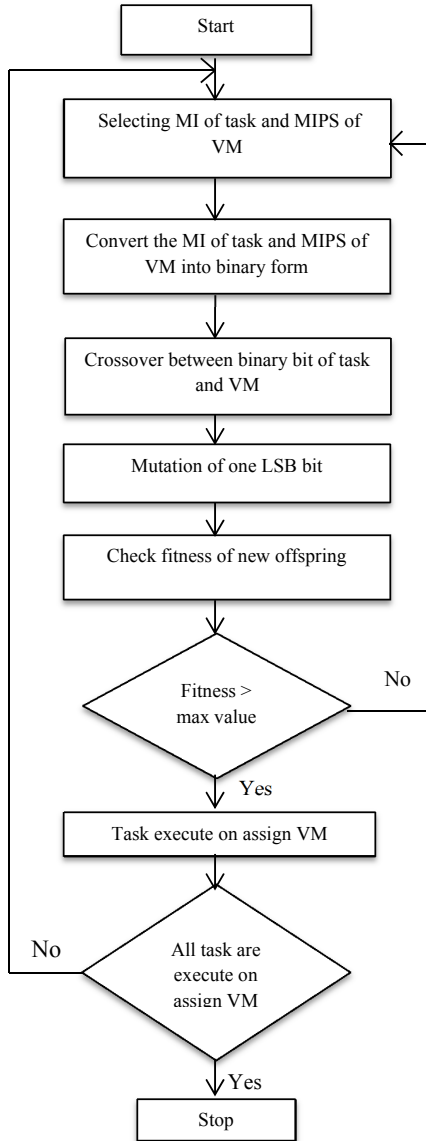 Start
Selecting MI of task and MIPS of
VM
Convert the MI of task and MIPS of
VM into binary form
Crossover between binary bit of task
and VM
Mutation of one LSB bit
Check fitness of new offspring
Fitness >
max value
No
Yes
Task execute on assign VM
No
All task are
execute on
assign VM
Yes
Stop